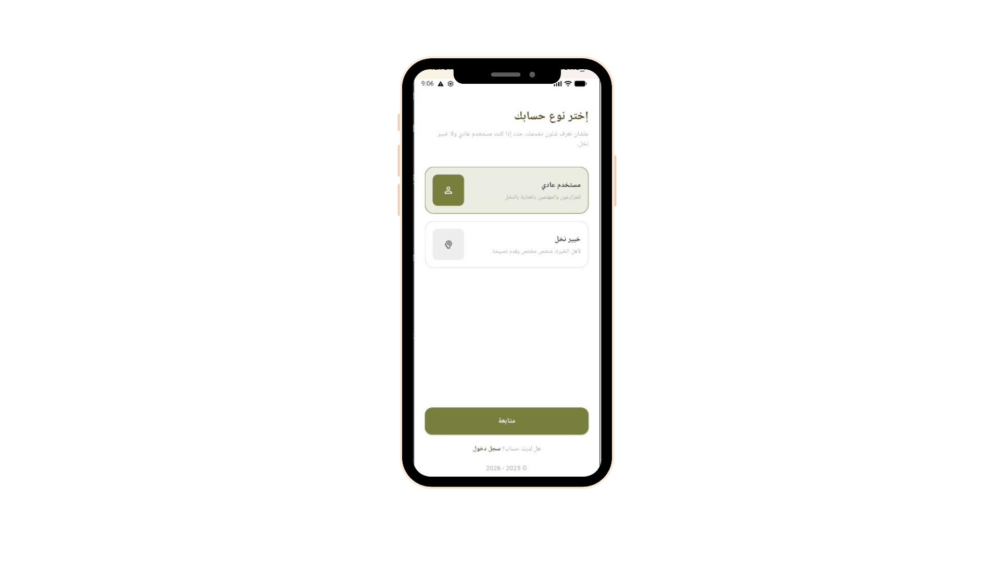 9:06
إختر نوع حسابك
علشان نعرف شلون نخدمك، حدد إذا كنت مستخدم عادي ولا خبير
نخل.
مستخدم عادي
للمزارعين والمهتمين بالعناية بالنخل
خبير نخل
لأهل الخبرة، شخص مختص يقدم نصيحة
متابعة
هل لديك حساب؟ سجل دخول
© 2025 - 2026